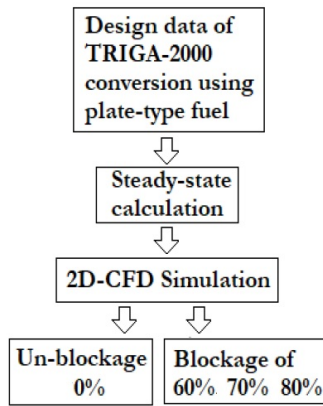 Design data of
TRIGA-2000
conversion using
plate-type fuel
Steady-state
calculation
2D-CFD Simulation
Un-blockage
0%
Blockage of
60% 70% 80%